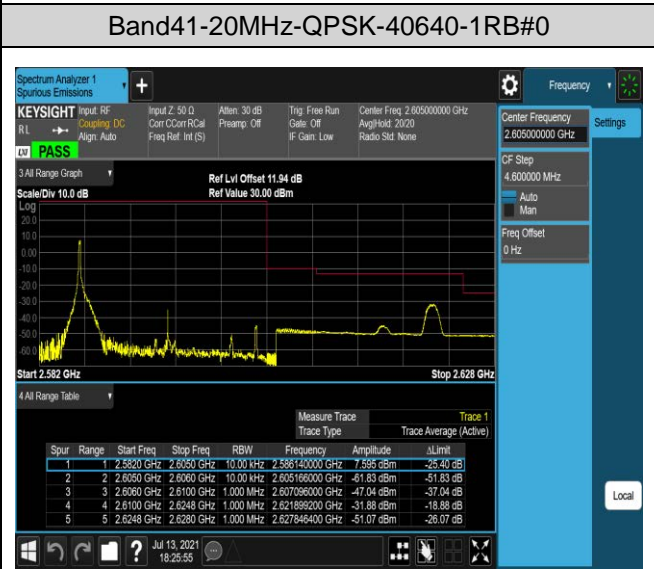 Band41-20MHz-QPSK-40640-1RB#0
Spectrum Analyzer 1
Spurious Emissions
Frequency
KEYSIGHT Input: RF Input Z: 50 Ω Atten: 30 dB Trig: Free Run Center Freq: 2.605000000 GHz
RL Coupling: DC Corr CCorr RCal Preamp: Off Gate: Off Avg|Hold: 20/20
Align: Auto Freq Ref: Int (S) IF Gain: Low Radio Std: None
LXI PASS
Center Frequency
2.605000000 GHz
Settings
CF Step
4.600000 MHz
Auto
Man
Freq Offset
0 Hz
3 All Range Graph
Ref Lvl Offset 11.94 dB
Scale/Div 10.0 dB Ref Value 30.00 dBm
Log
20.0
10.0
0.00
-10.0
-20.0
-30.0
-40.0
-50.0
-60.0
Start 2.582 GHz Stop 2.628 GHz
4 All Range Table
Measure Trace Trace 1
Trace Type Trace Average (Active)
Spur Range Start Freq Stop Freq RBW Frequency Amplitude ΔLimit
1 1 2.5820 GHz 2.6050 GHz 10.00 kHz 2.586140000 GHz 7.595 dBm -25.40 dB
2 2 2.6050 GHz 2.6060 GHz 10.00 kHz 2.605166000 GHz -61.83 dBm -51.83 dB
3 3 2.6060 GHz 2.6100 GHz 1.000 MHz 2.607096000 GHz -47.04 dBm -37.04 dB
4 4 2.6100 GHz 2.6248 GHz 1.000 MHz 2.621899200 GHz -31.88 dBm -18.88 dB
5 5 2.6248 GHz 2.6280 GHz 1.000 MHz 2.627846400 GHz -51.07 dBm -26.07 dB
Local
Jul 13, 2021
18:25:55